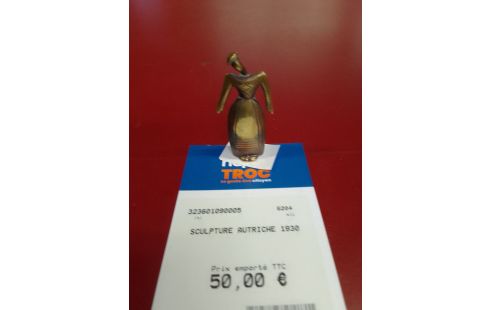 TROC
323601090005 6204
SCULPTURE AUTRICHE 1930
Prix emporté TTC
50,00 €